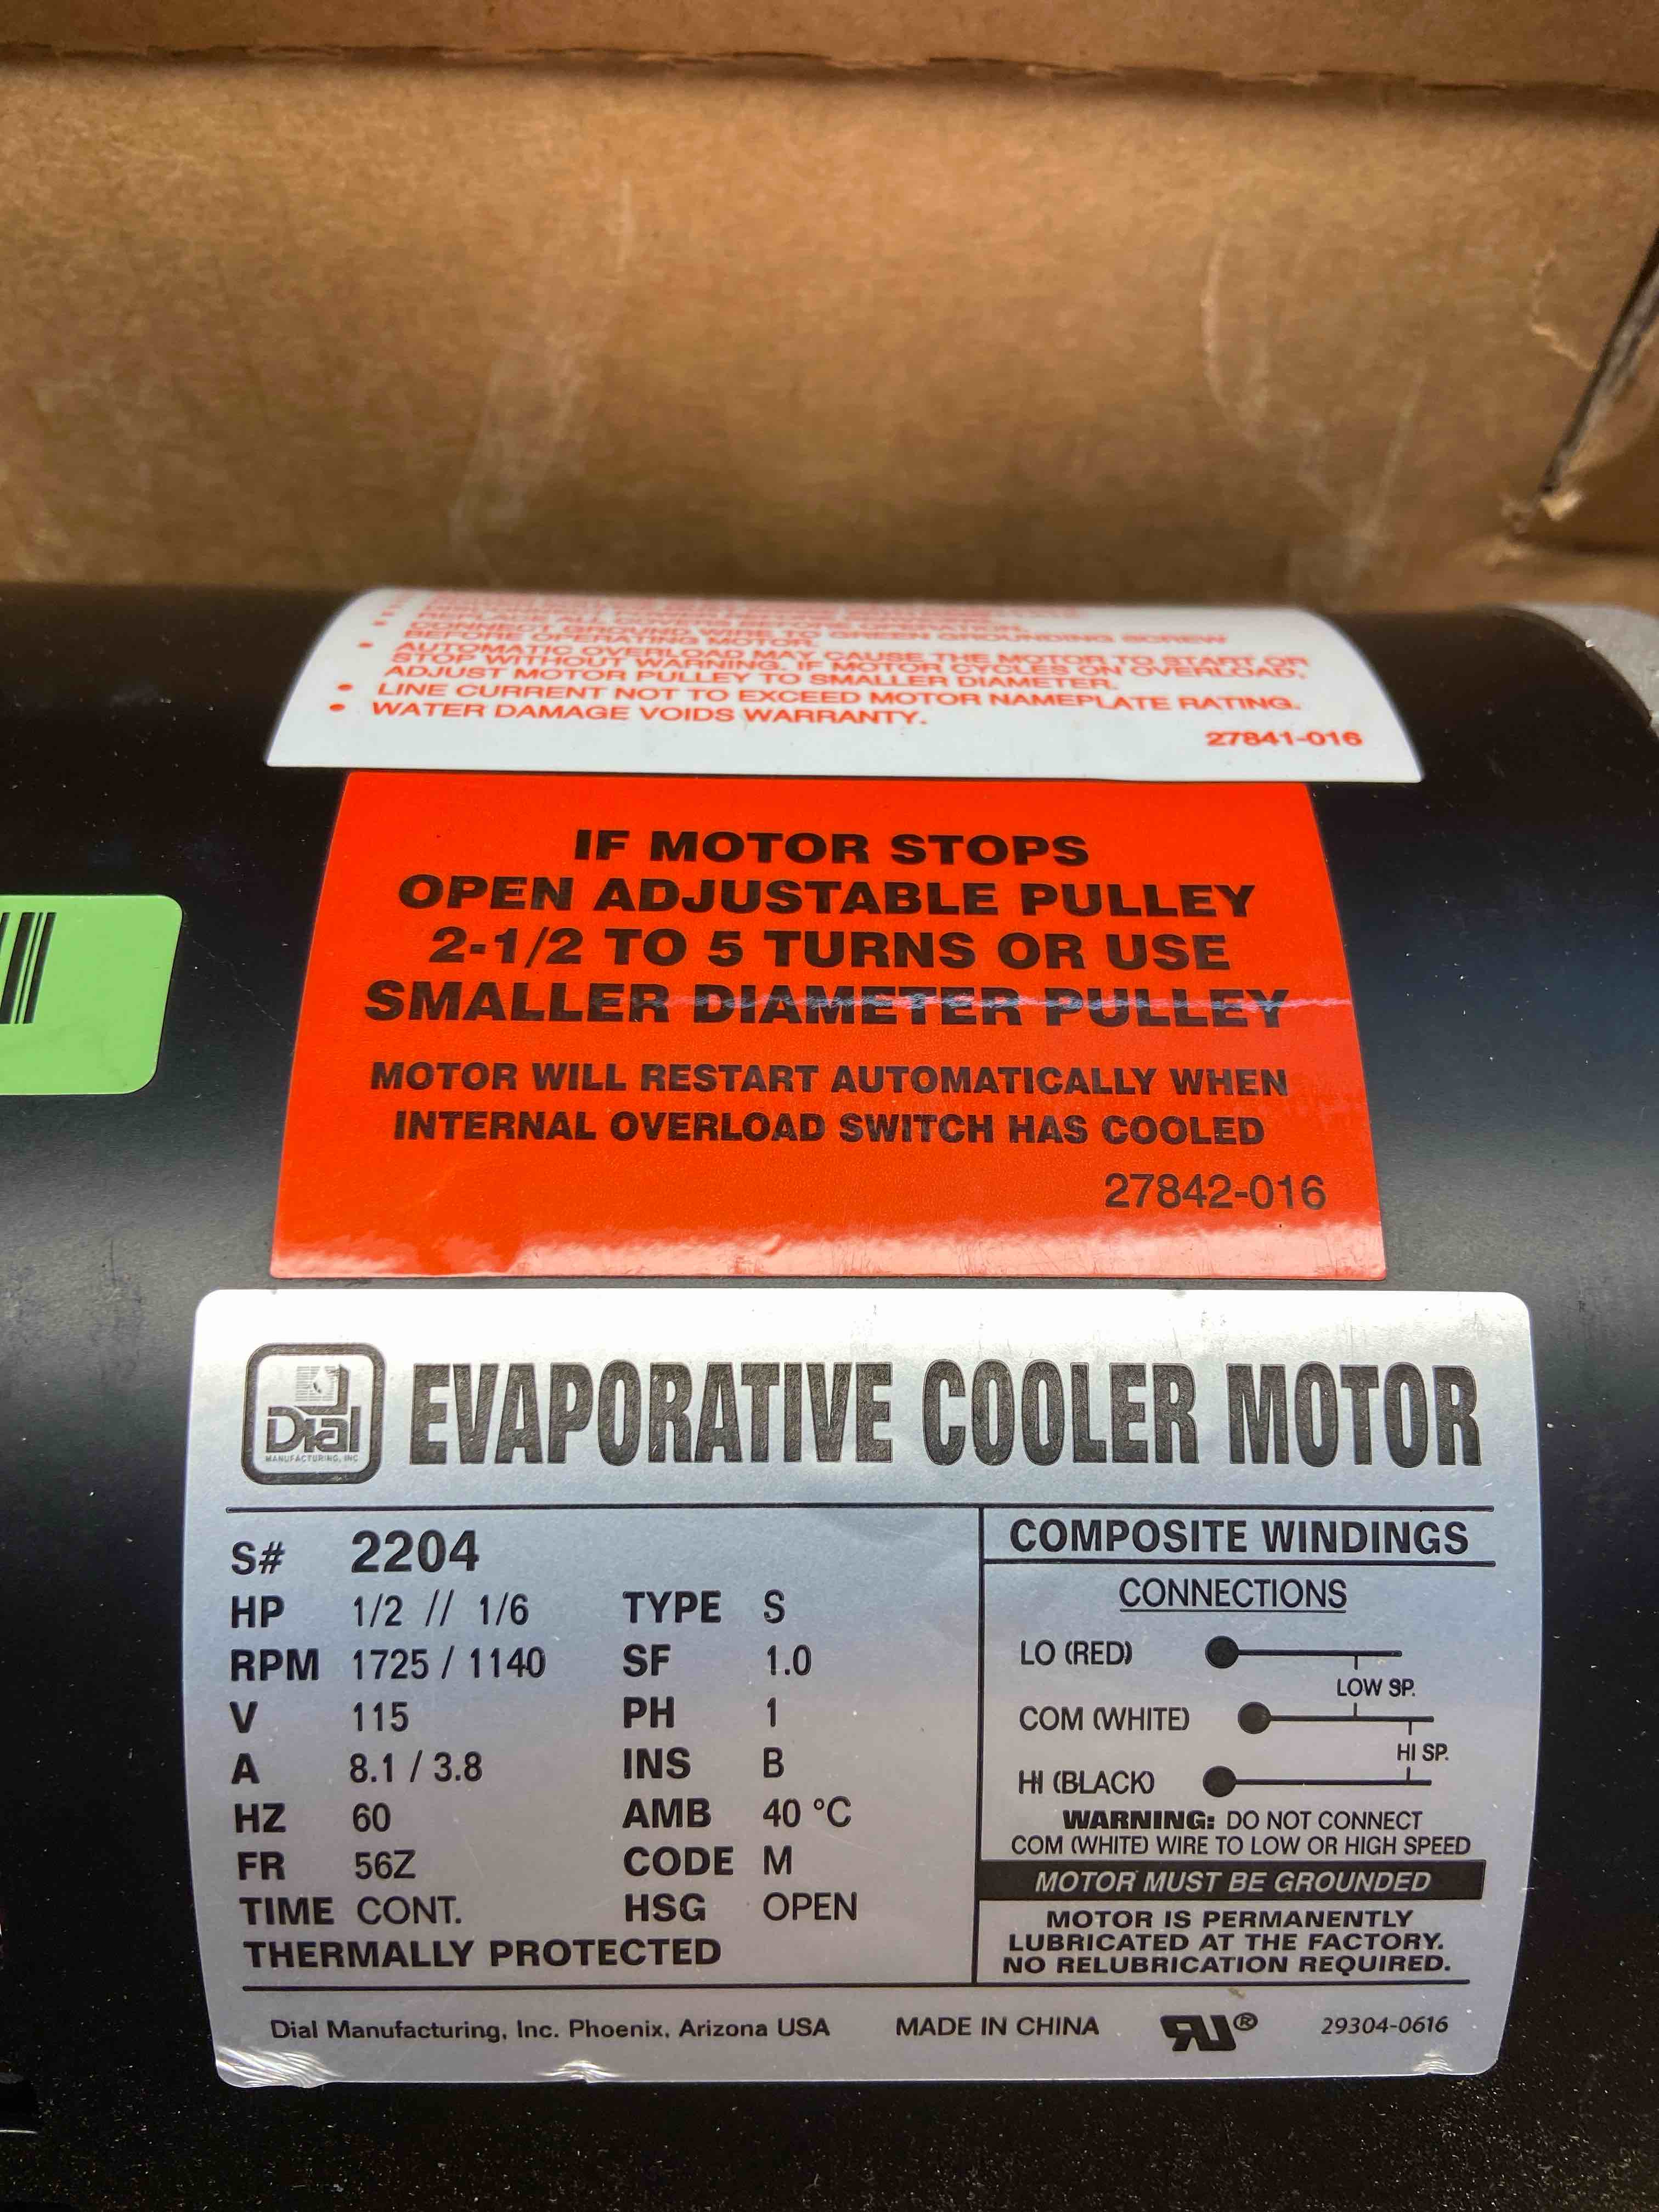 CONNECT GROUND WIRE TO GREEN GROUNDING SCREW
BEFORE OPERATING MOTOR.
• AUTOMATIC OVERLOAD MAY CAUSE THE MOTOR TO START OR
STOP WITHOUT WARNING. IF MOTOR CYCLES ON OVERLOAD,
ADJUST MOTOR PULLEY TO SMALLER DIAMETER.
• LINE CURRENT NOT TO EXCEED MOTOR NAMEPLATE RATING.
• WATER DAMAGE VOIDS WARRANTY.
27841-016
IF MOTOR STOPS
OPEN ADJUSTABLE PULLEY
2-1/2 TO 5 TURNS OR USE
SMALLER DIAMETER PULLEY
MOTOR WILL RESTART AUTOMATICALLY WHEN
INTERNAL OVERLOAD SWITCH HAS COOLED
27842-016
Dial
MANUFACTURING, INC
EVAPORATIVE COOLER MOTOR
S# 2204
HP 1/2 // 1/6 TYPE S
RPM 1725 / 1140 SF 1.0
V 115 PH 1
A 8.1 / 3.8 INS B
HZ 60 AMB 40 °C
FR 56Z CODE M
TIME CONT. HSG OPEN
THERMALLY PROTECTED
COMPOSITE WINDINGS
CONNECTIONS
LO (RED)
LOW SP.
COM (WHITE)
HI SP.
HI (BLACK)
WARNING: DO NOT CONNECT
COM (WHITE) WIRE TO LOW OR HIGH SPEED
MOTOR MUST BE GROUNDED
MOTOR IS PERMANENTLY
LUBRICATED AT THE FACTORY.
NO RELUBRICATION REQUIRED.
Dial Manufacturing, Inc. Phoenix, Arizona USA MADE IN CHINA RU® 29304-0616